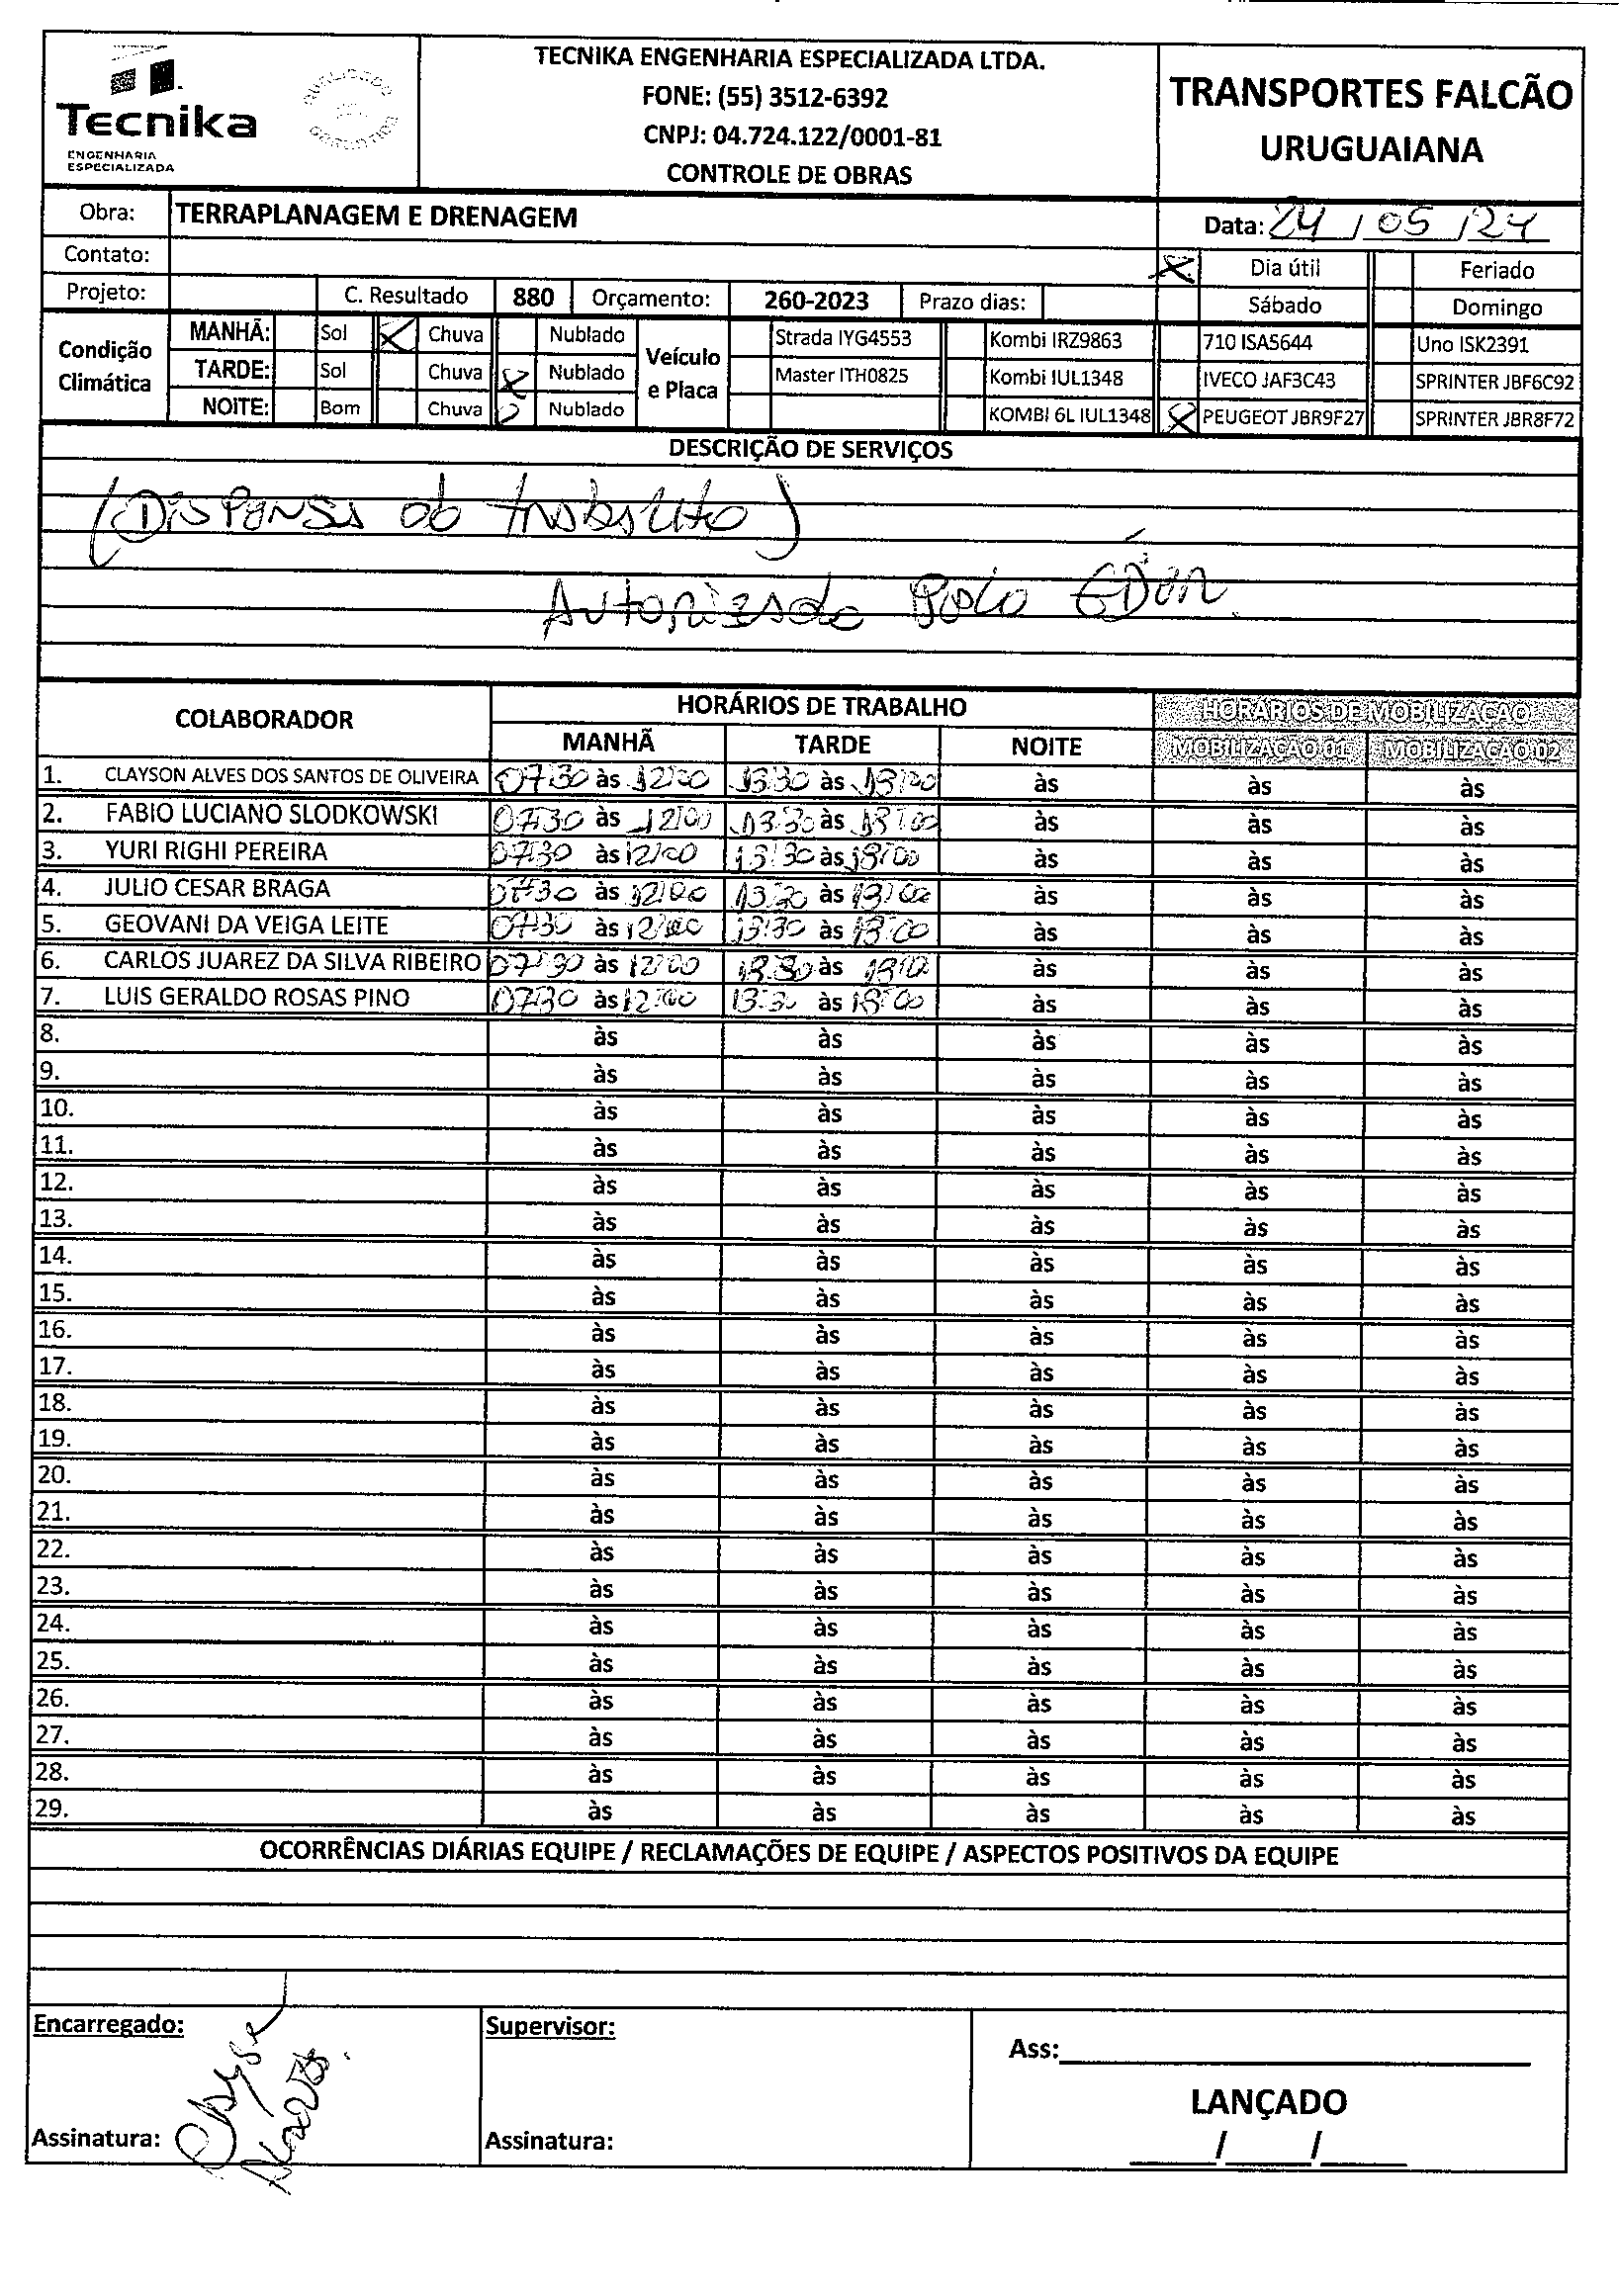 Tecnika
ENGENHARIA
ESPECIALIZADA
TECNIKA ENGENHARIA ESPECIALIZADA LTDA.
FONE: (55) 3512-6392
CNPJ: 04.724.122/0001-81
CONTROLE DE OBRAS
TRANSPORTES FALCÃO
URUGUAIANA
Obra: TERRAPLANAGEM E DRENAGEM
Data: 24 / 05 / 24
Contato:
X Dia útil Feriado
Projeto: C. Resultado 880 Orçamento: 260-2023 Prazo dias: Sábado Domingo
Condição Climática
MANHÃ: Sol X Chuva Nublado
TARDE: Sol Chuva X Nublado
NOITE: Bom Chuva Nublado
Veículo e Placa
Strada IYG4553 Kombi IRZ9863 710 ISA5644 Uno ISK2391
Master ITH0825 Kombi IUL1348 IVECO JAF3C43 SPRINTER JBF6C92
KOMBI 6L IUL1348 X PEUGEOT JBR9F27 SPRINTER JBR8F72
DESCRIÇÃO DE SERVIÇOS
Autorizado Pelo
COLABORADOR HORÁRIOS DE TRABALHO HORÁRIOS DE MOBILIZAÇÃO
MANHÃ TARDE NOITE MOBILIZAÇÃO 01 MOBILIZAÇÃO 02
1. CLAYSON ALVES DOS SANTOS DE OLIVEIRA 07:30 às 12:00 13:30 às 18:00 às às às
2. FABIO LUCIANO SLODKOWSKI 07:30 às 12:00 13:30 às 18:00 às às às
3. YURI RIGHI PEREIRA 07:30 às 12:00 13:30 às 18:00 às às às
4. JULIO CESAR BRAGA 07:30 às 12:00 13:30 às 18:00 às às às
5. GEOVANI DA VEIGA LEITE 07:30 às 12:00 13:30 às 18:00 às às às
6. CARLOS JUAREZ DA SILVA RIBEIRO 07:30 às 12:00 13:30 às 18:00 às às às
7. LUIS GERALDO ROSAS PINO 07:30 às 12:00 13:30 às 18:00 às às às
8. às às às às às
9. às às às às às
10. às às às às às
11. às às às às às
12. às às às às às
13. às às às às às
14. às às às às às
15. às às às às às
16. às às às às às
17. às às às às às
18. às às às às às
19. às às às às às
20. às às às às às
21. às às às às às
22. às às às às às
23. às às às às às
24. às às às às às
25. às às às às às
26. às às às às às
27. às às às às às
28. às às às às às
29. às às às às às
OCORRÊNCIAS DIÁRIAS EQUIPE / RECLAMAÇÕES DE EQUIPE / ASPECTOS POSITIVOS DA EQUIPE
Encarregado: Supervisor:
Ass:
LANÇADO
Assinatura: Assinatura:
/ /